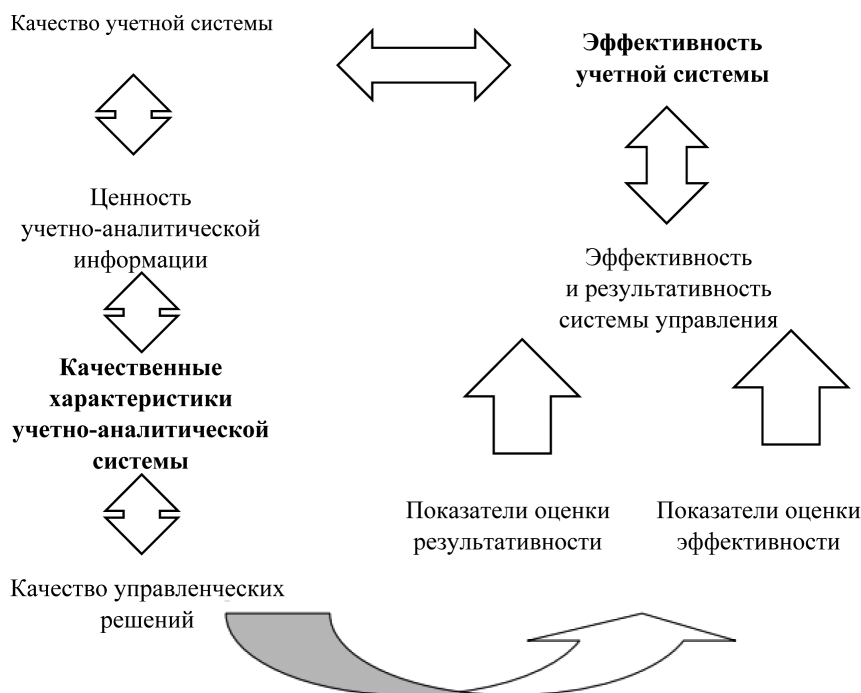 Качество учетной системы
Эффективность
учетной системы
Ценность
учетно-аналитической
информации
Эффективность
и результативность
системы управления
Качественные
характеристики
учетно-аналитической
системы
Показатели оценки
результативности
Показатели оценки
эффективности
Качество управленческих
решений